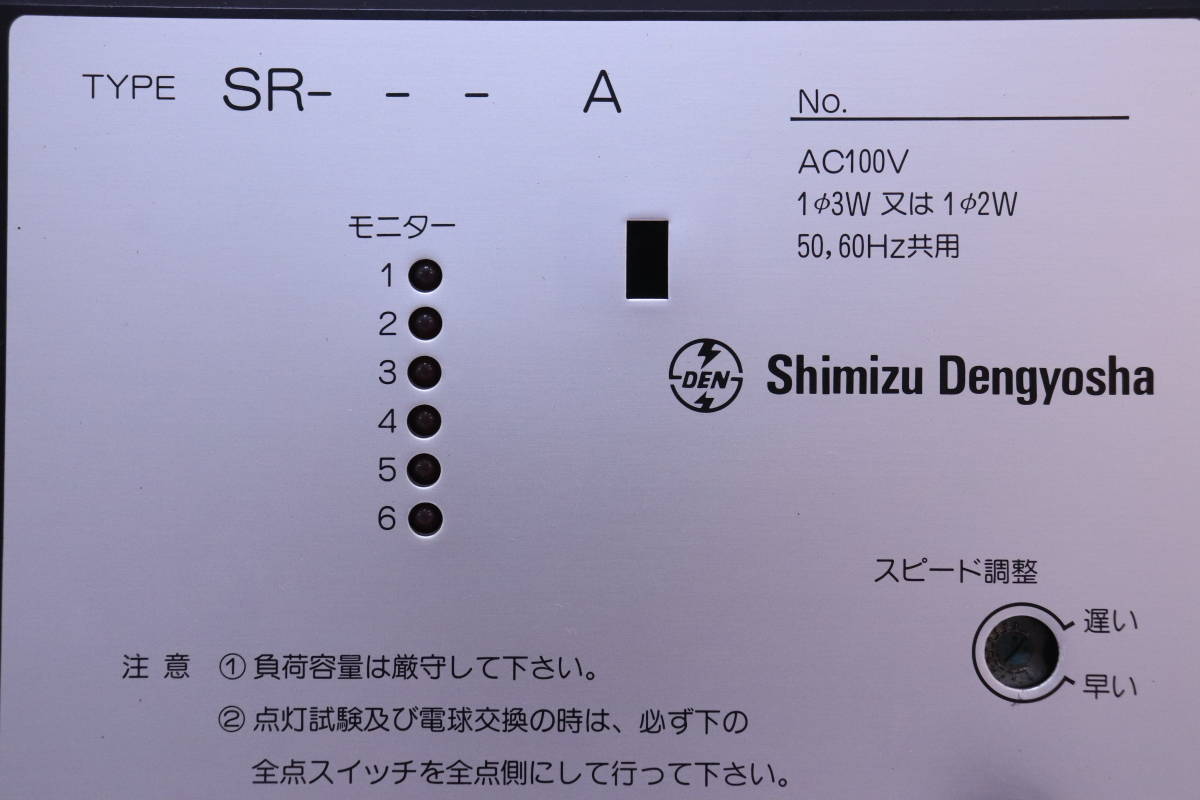 TYPE SR- - - A
No.
AC100V
1φ3W 又は 1φ2W
50,60Hz共用
モニター
1
2
3
4
5
6
DEN Shimizu Dengyosha
スピード調整
遅い
早い
注意 ①負荷容量は厳守して下さい。
②点灯試験及び電球交換の時は、必ず下の
全点スイッチを全点側にして行って下さい。